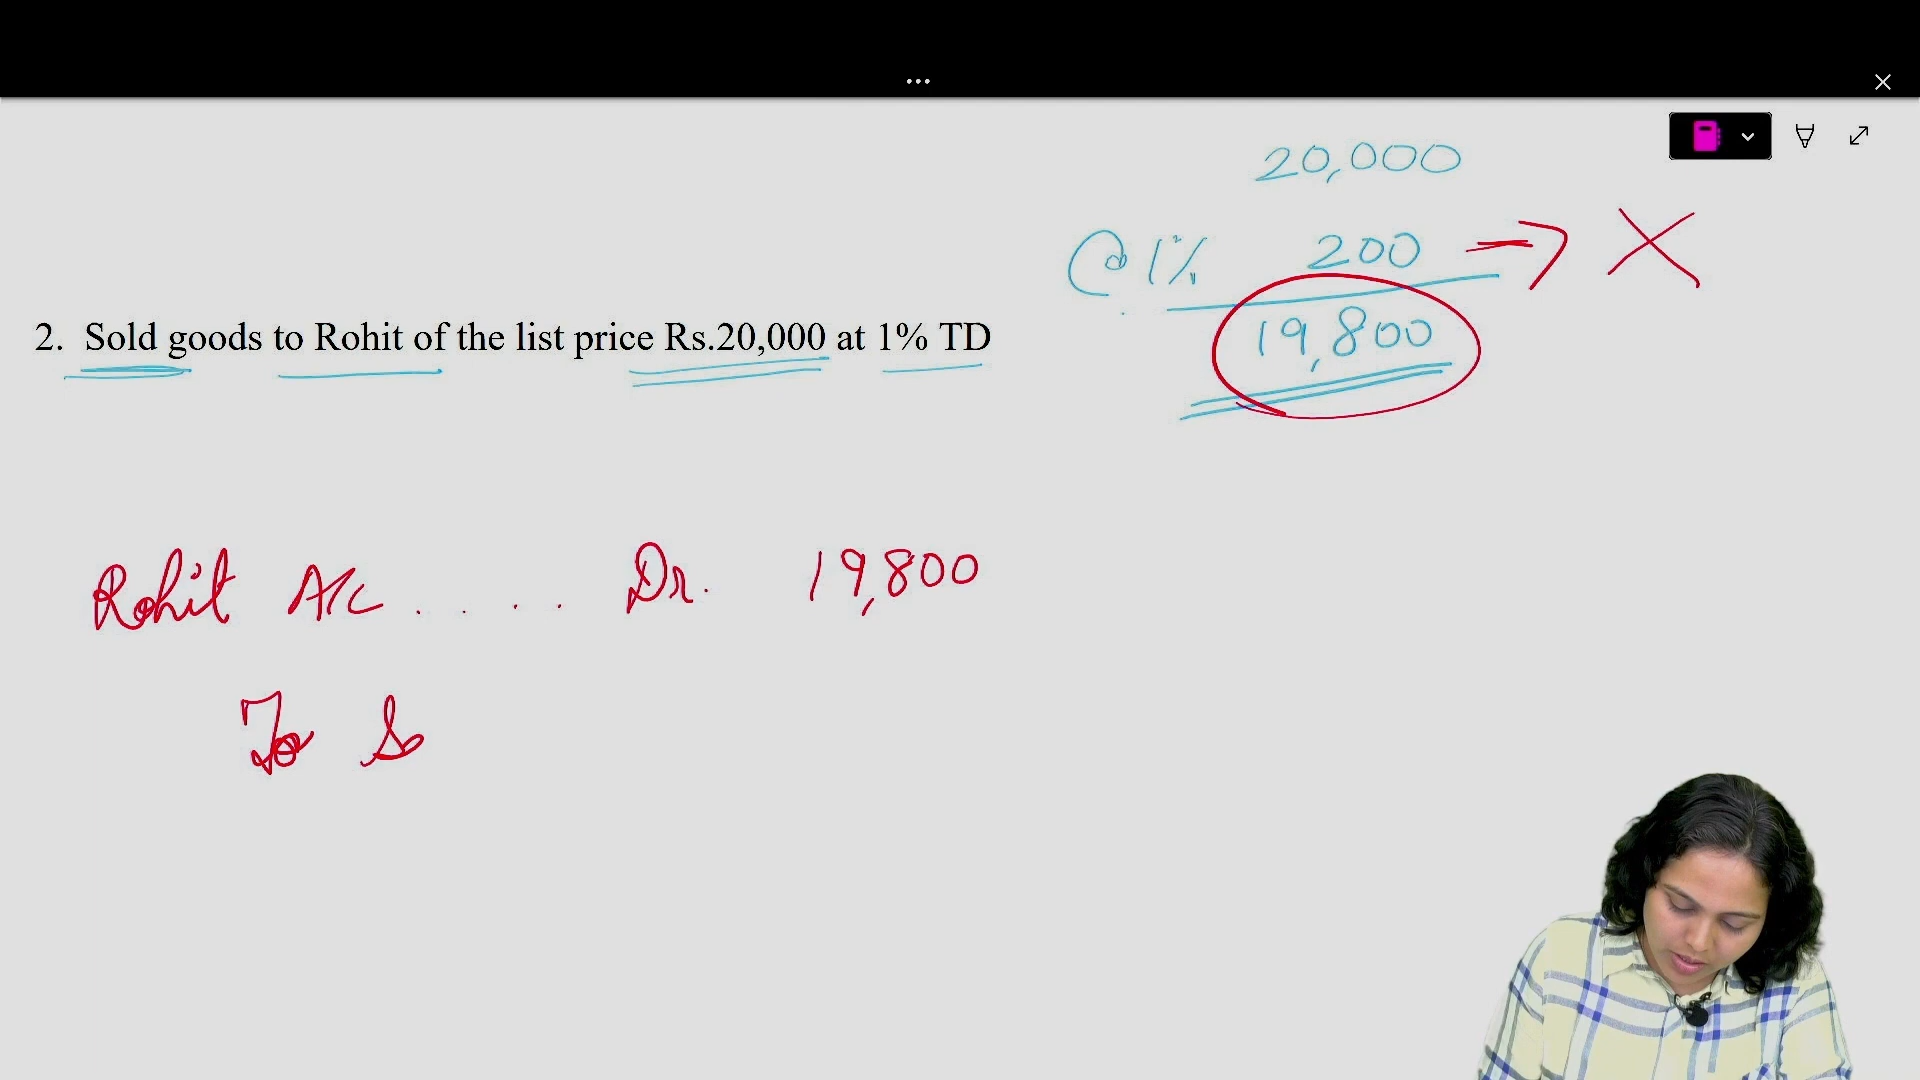 20,000
@ 1% 200
19,800
2. Sold goods to Rohit of the list price Rs.20,000 at 1% TD
Rohit A/c ..... Dr. 19,800
To Sa